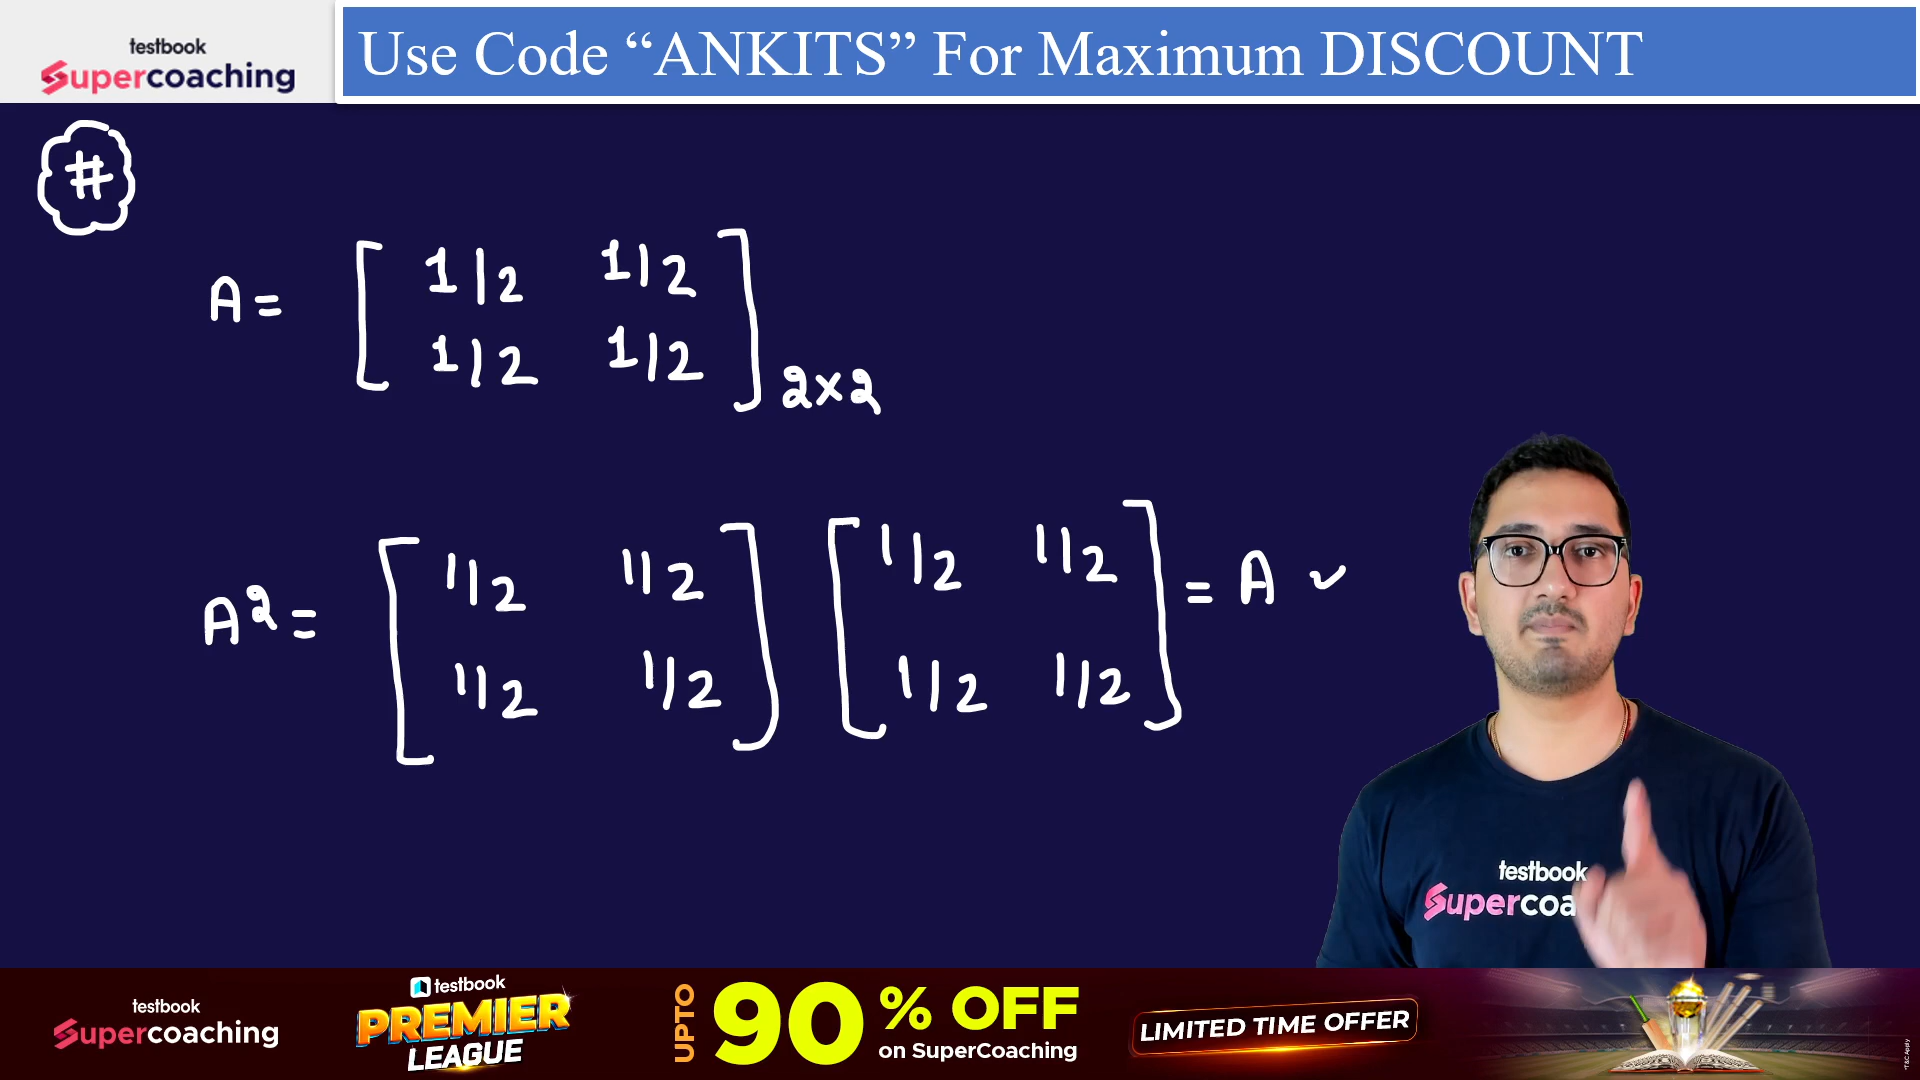 testbook
Supercoaching
Use Code “ANKITS” For Maximum DISCOUNT
#
A = [ 1/2 1/2
1/2 1/2 ] 2×2
A² = [ 1/2 1/2 ] [ 1/2 1/2 ] = A ✓
1/2 1/2 1/2 1/2
testbook
Supercoa
testbook
Supercoaching
testbook
PREMIER
LEAGUE
UPTO
90% OFF
on SuperCoaching
LIMITED TIME OFFER
*T&C Apply